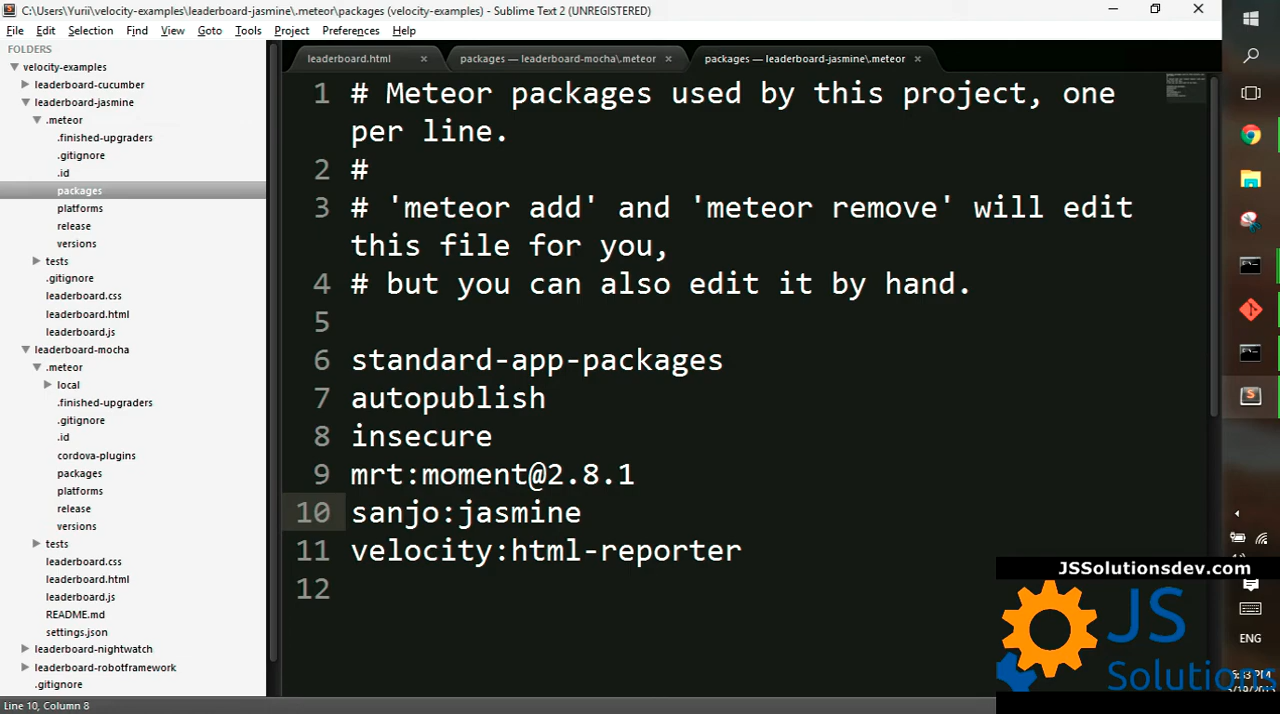 C:\Users\Yurii\velocity-examples\leaderboard-jasmine\.meteor\packages (velocity-examples) - Sublime Text 2 (UNREGISTERED)
File Edit Selection Find View Goto Tools Project Preferences Help
FOLDERS
velocity-examples
leaderboard-cucumber
leaderboard-jasmine
.meteor
.finished-upgraders
.gitignore
.id
packages
platforms
release
versions
tests
.gitignore
leaderboard.css
leaderboard.html
leaderboard.js
leaderboard-mocha
.meteor
local
.finished-upgraders
.gitignore
.id
cordova-plugins
packages
platforms
release
versions
tests
leaderboard.css
leaderboard.html
leaderboard.js
README.md
settings.json
leaderboard-nightwatch
leaderboard-robotframework
.gitignore
leaderboard.html
packages — leaderboard-mocha\.meteor
packages — leaderboard-jasmine\.meteor
1 # Meteor packages used by this project, one
per line.
2 #
3 # 'meteor add' and 'meteor remove' will edit
this file for you,
4 # but you can also edit it by hand.
5
6 standard-app-packages
7 autopublish
8 insecure
9 mrt:moment@2.8.1
10 sanjo:jasmine
11 velocity:html-reporter
12
Line 10, Column 8
JSSolutionsdev.com
JS
Solutions
ENG